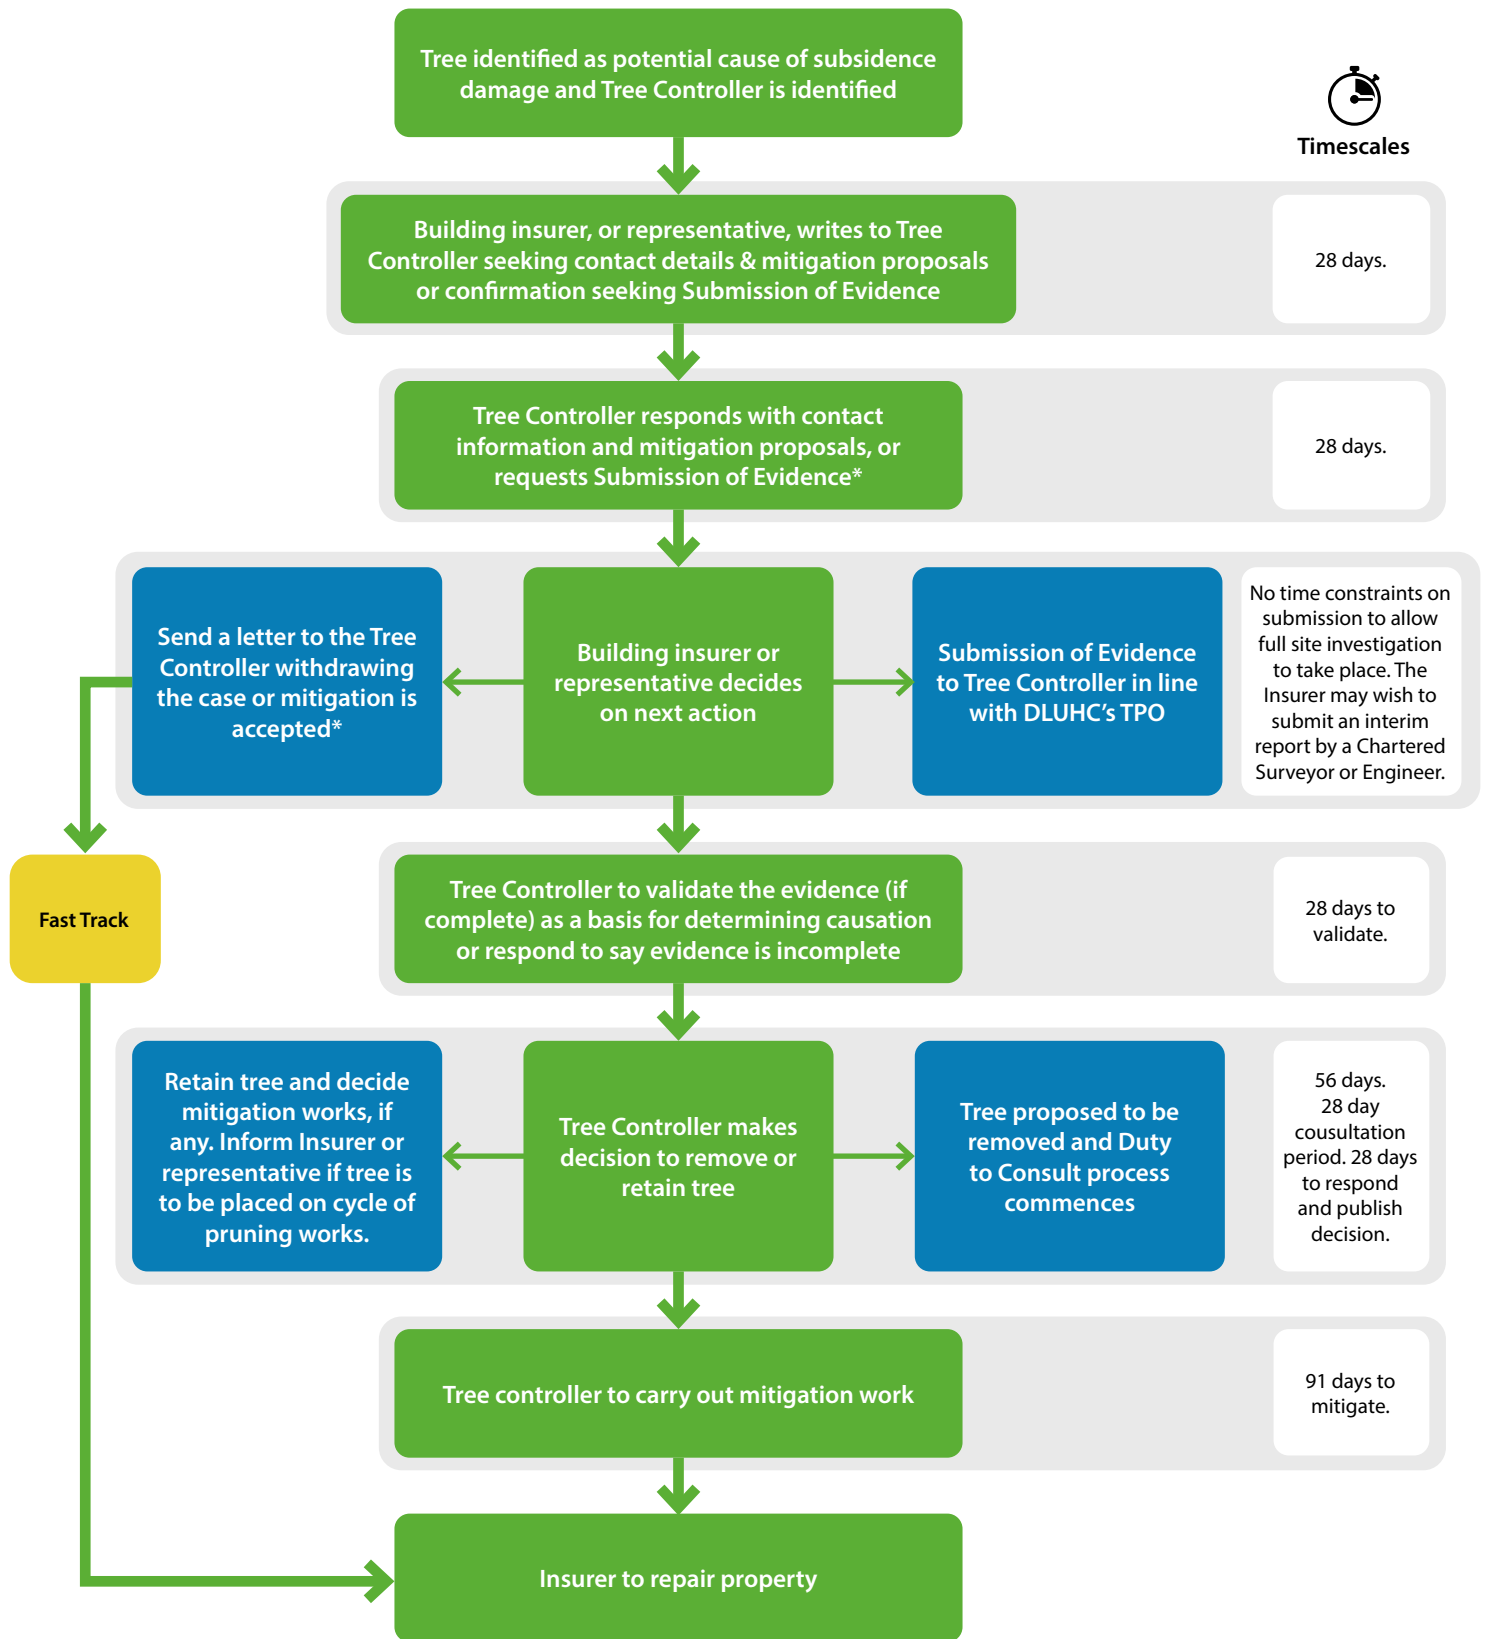 Tree identified as potential cause of subsidence
damage and Tree Controller is identified
Timescales
Building insurer, or representative, writes to Tree
Controller seeking contact details & mitigation proposals
or confirmation seeking Submission of Evidence
28 days.
Tree Controller responds with contact
information and mitigation proposals, or
requests Submission of Evidence*
28 days.
Send a letter to the Tree
Controller withdrawing
the case or mitigation is
accepted*
Building insurer or
representative decides
on next action
Submission of Evidence
to Tree Controller in line
with DLUHC's TPO
No time constraints on
submission to allow
full site investigation
to take place. The
Insurer may wish to
submit an interim
report by a Chartered
Surveyor or Engineer.
Fast Track
Tree Controller to validate the evidence (if
complete) as a basis for determining causation
or respond to say evidence is incomplete
28 days to
validate.
Retain tree and decide
mitigation works, if
any. Inform Insurer or
representative if tree is
to be placed on cycle of
pruning works.
Tree Controller makes
decision to remove or
retain tree
Tree proposed to be
removed and Duty
to Consult process
commences
56 days.
28 day
cousultation
period. 28 days
to respond
and publish
decision.
Tree controller to carry out mitigation work
91 days to
mitigate.
Insurer to repair property